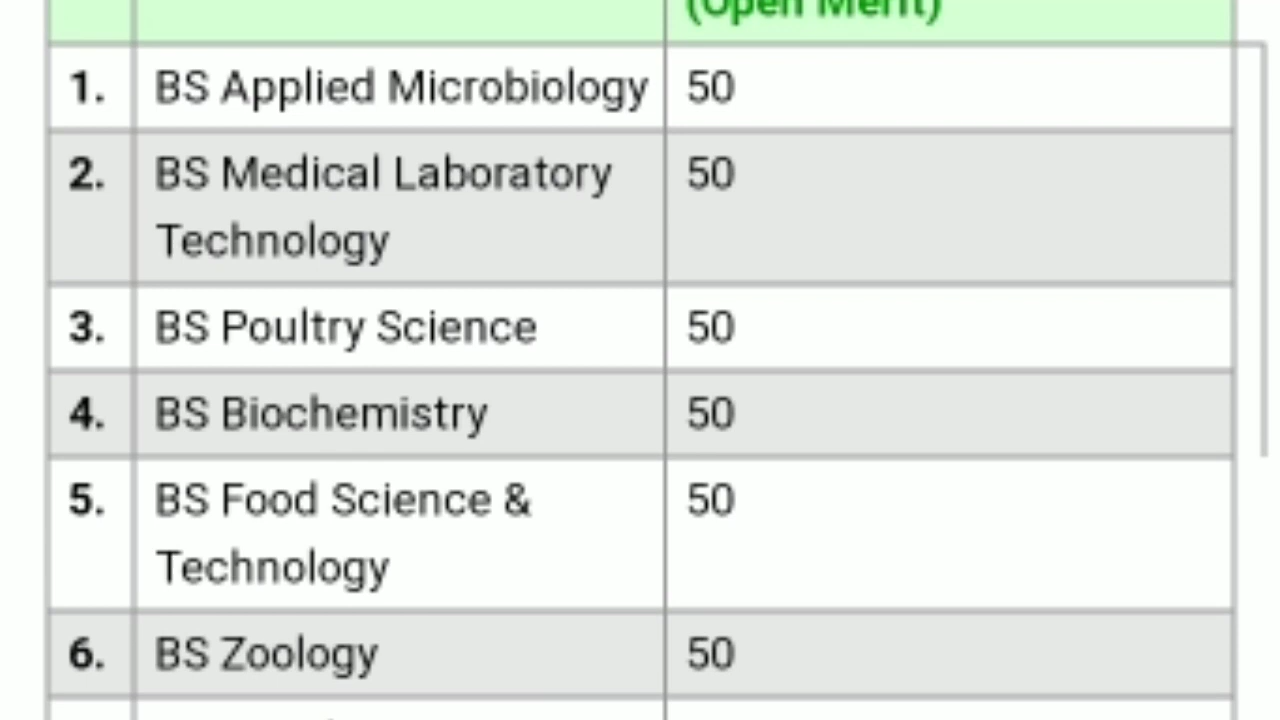 (Open Merit)
1. BS Applied Microbiology 50
2. BS Medical Laboratory 50
Technology
3. BS Poultry Science 50
4. BS Biochemistry 50
5. BS Food Science & 50
Technology
6. BS Zoology 50